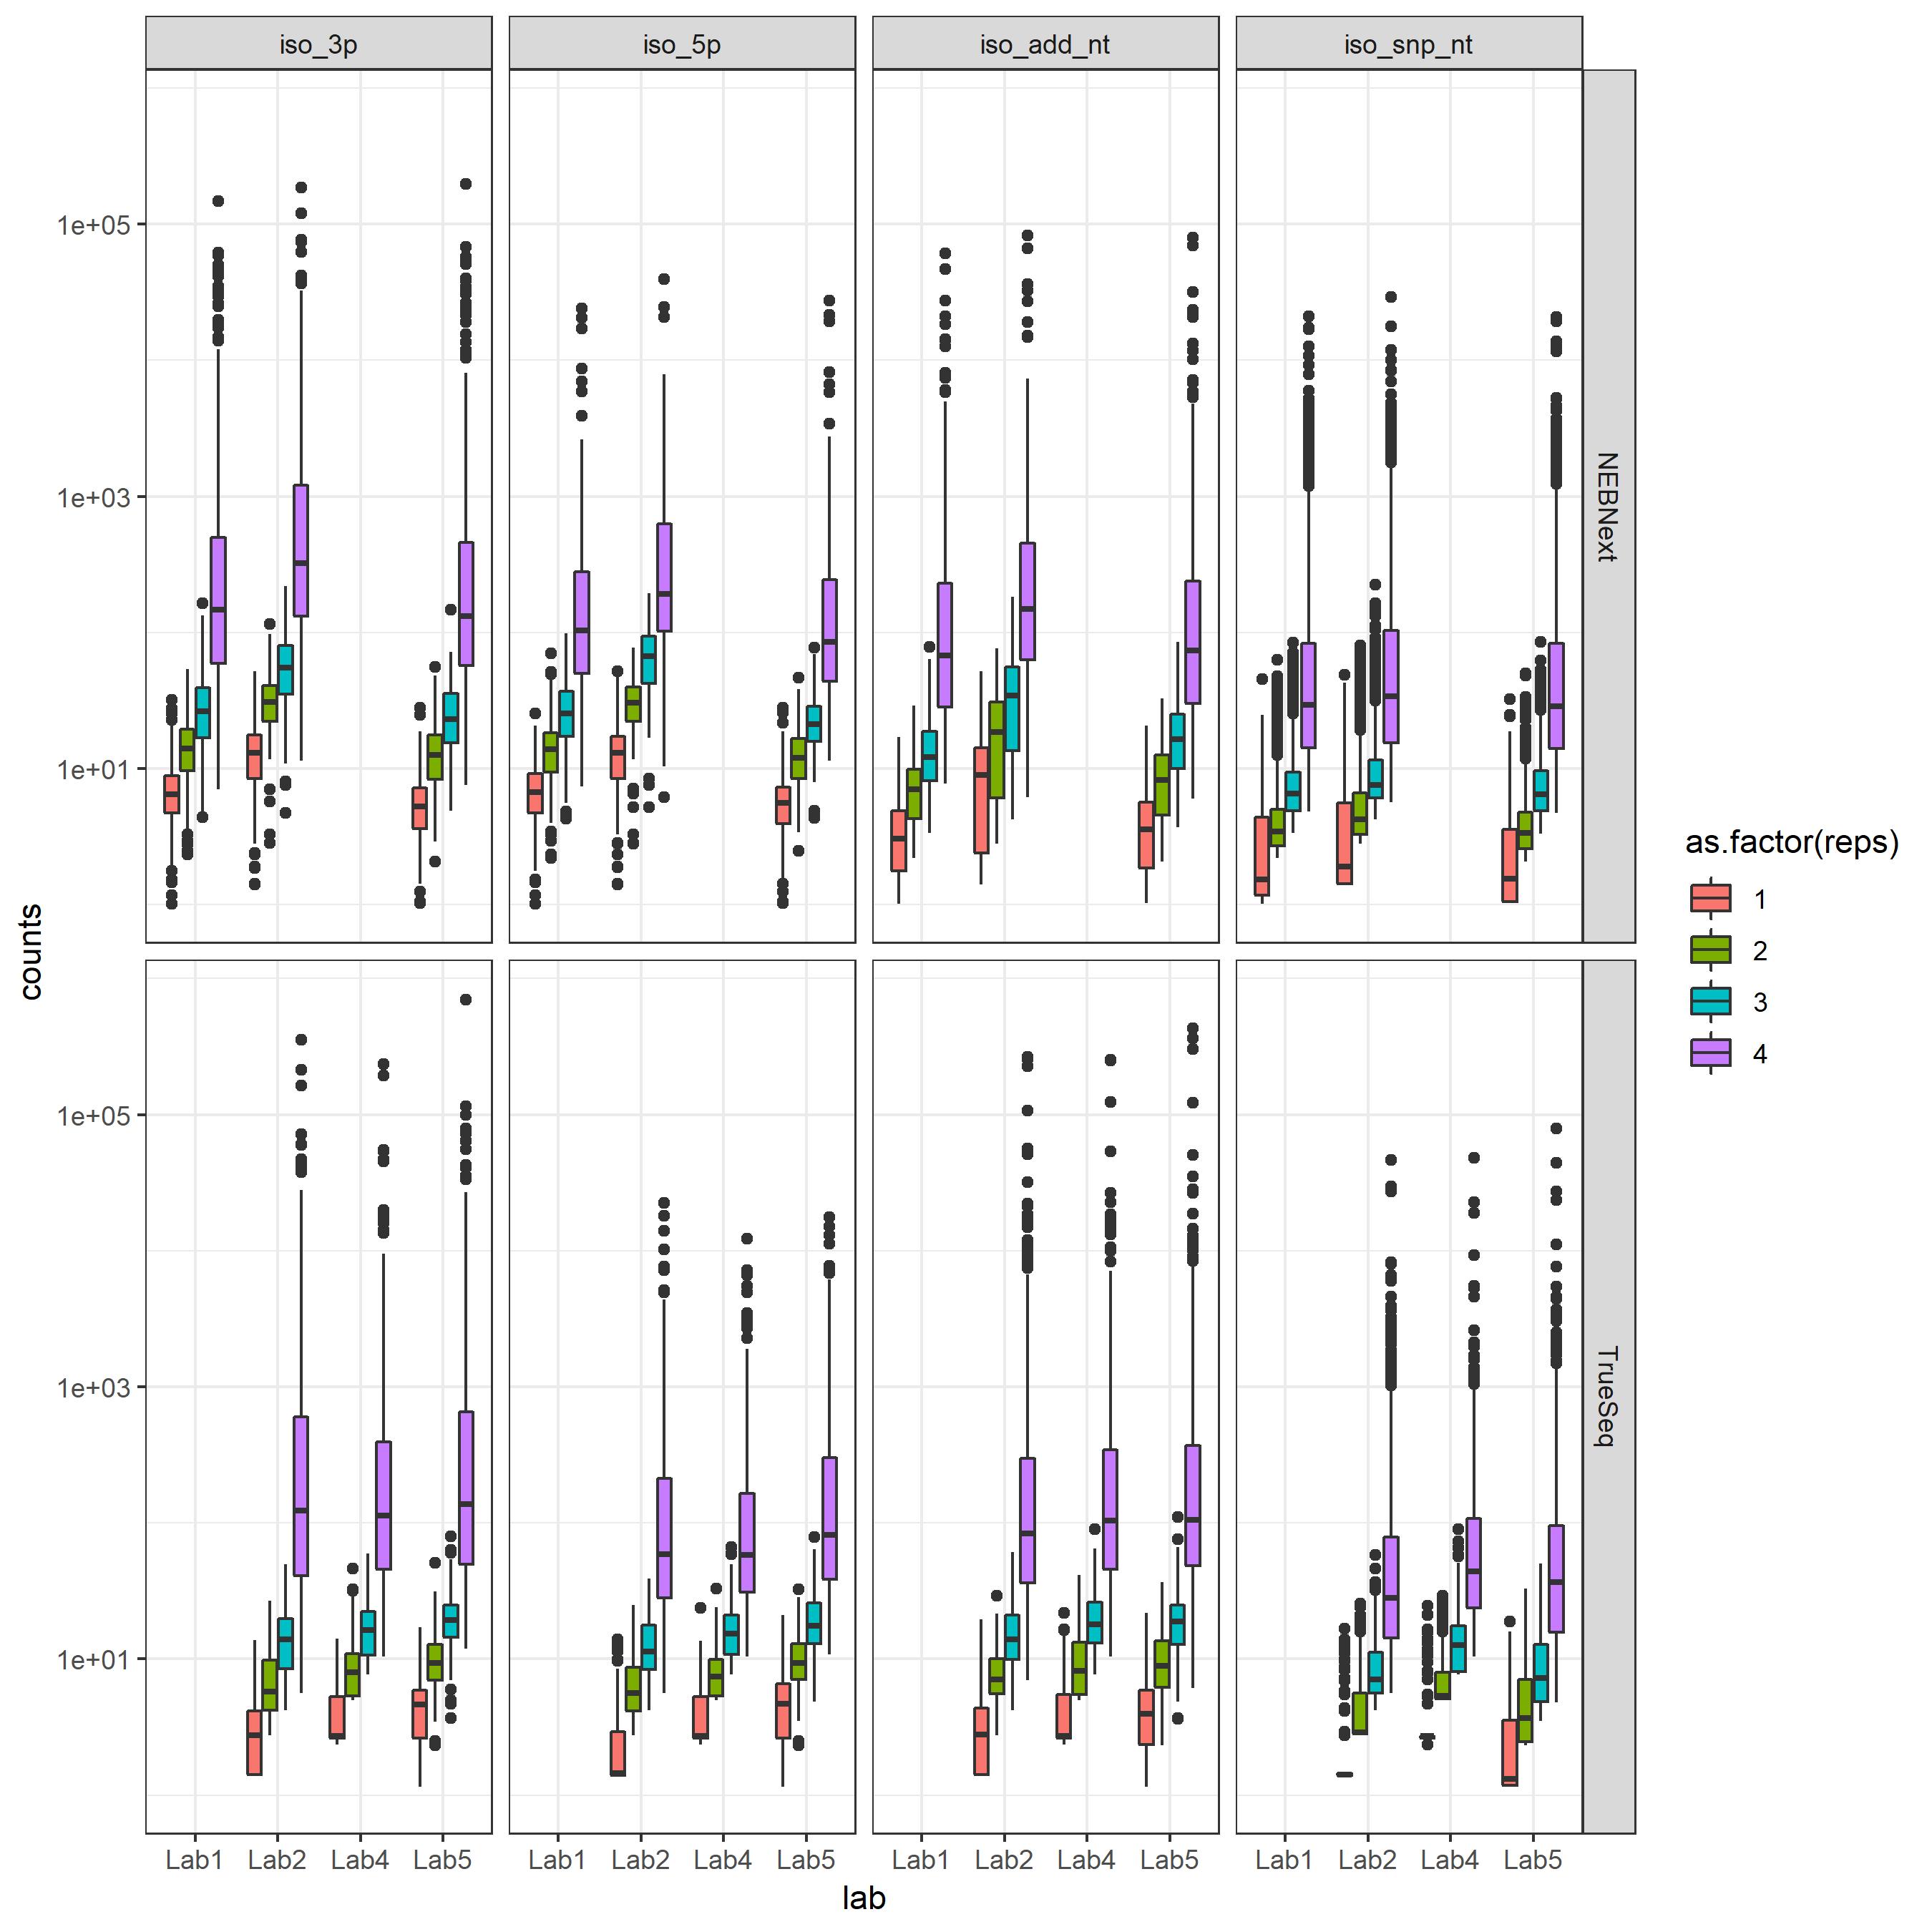 iso_3p iso_5p iso_add_nt iso_snp_nt
1e+05
1e+03
1e+01
NEBNext
counts
1e+05
1e+03
1e+01
TrueSeq
Lab1 Lab2 Lab4 Lab5 Lab1 Lab2 Lab4 Lab5 Lab1 Lab2 Lab4 Lab5 Lab1 Lab2 Lab4 Lab5
lab
as.factor(reps)
1
2
3
4